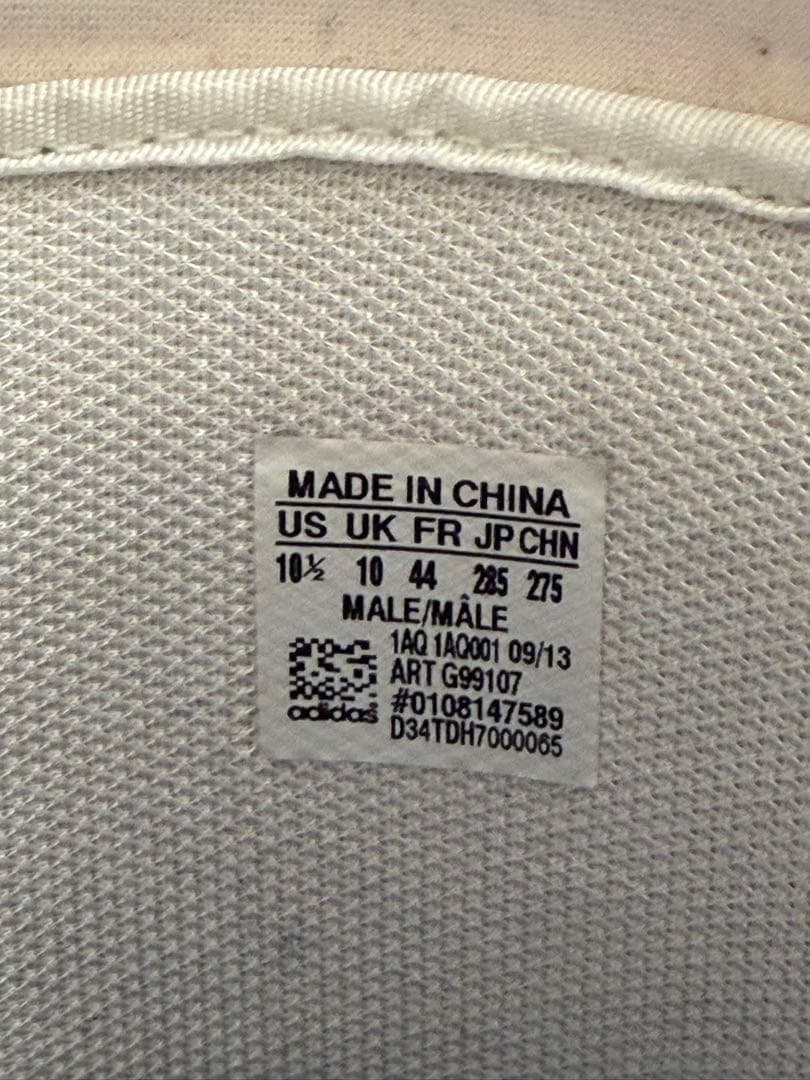 MADE IN CHINA
US UK FR JP CHN
10½ 10 44 285 275
MALE/MÂLE
1AQ 1AQ001 09/13
ART G99107
#0108147589
adidas D34TDH7000065